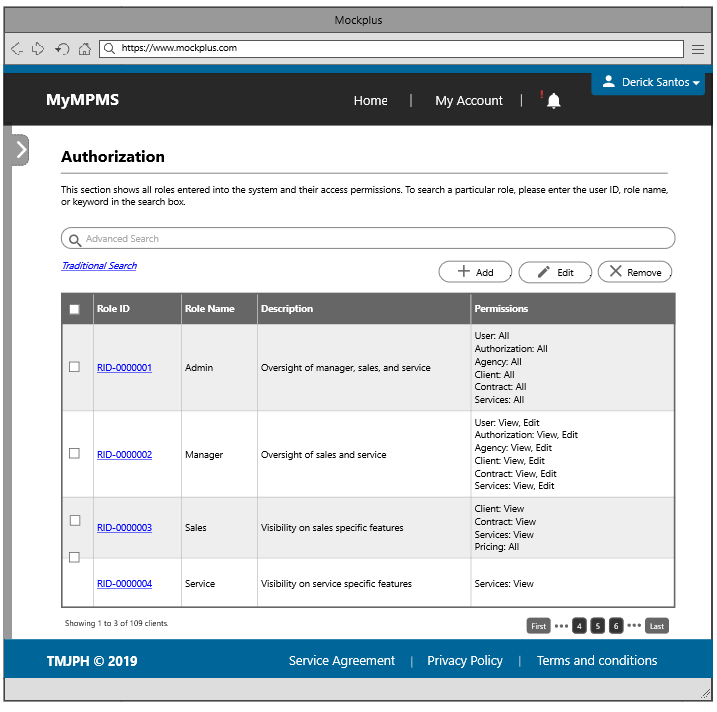 Mockplus
https://www.mockplus.com
Derick Santos
MyMPMS
Home | My Account | !
Authorization
This section shows all roles entered into the system and their access permissions. To search a particular role, please enter the user ID, role name,
or keyword in the search box.
Advanced Search
Traditional Search
Add
Edit
Remove
Role ID Role Name Description Permissions
RID-0000001 Admin Oversight of manager, sales, and service
User: All
Authorization: All
Agency: All
Client: All
Contract: All
Services: All
RID-0000002 Manager Oversight of sales and service
User: View, Edit
Authorization: View, Edit
Agency: View, Edit
Client: View, Edit
Contract: View, Edit
Services: View, Edit
RID-0000003 Sales Visibility on sales specific features
Client: View
Contract: View
Services: View
Pricing: All
RID-0000004 Service Visibility on service specific features Services: View
Showing 1 to 3 of 109 clients.
First ••• 4 5 6 ••• Last
TMJPH © 2019
Service Agreement | Privacy Policy | Terms and conditions